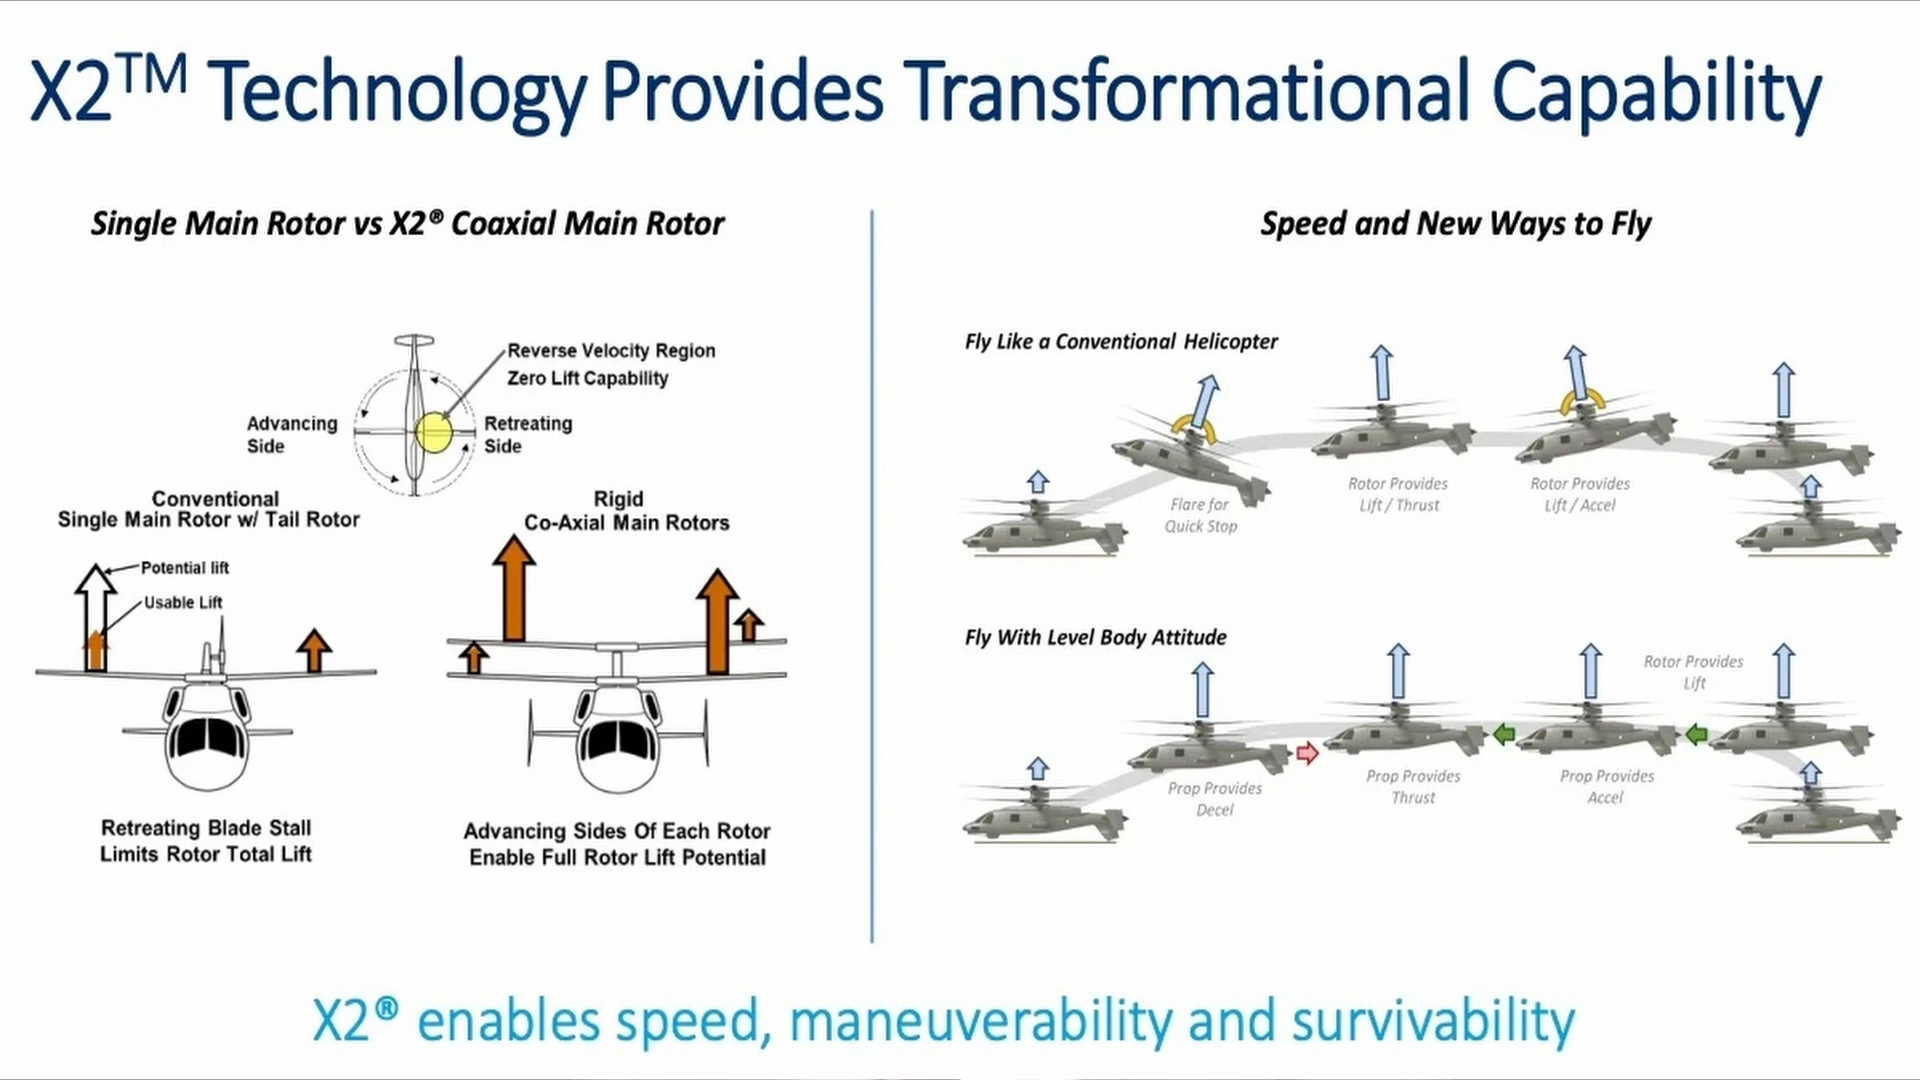 X2™ Technology Provides Transformational Capability
Single Main Rotor vs X2® Coaxial Main Rotor
Reverse Velocity Region
Zero Lift Capability
Advancing
Side
Retreating
Side
Conventional
Single Main Rotor w/ Tail Rotor
Rigid
Co-Axial Main Rotors
Potential lift
Usable Lift
Retreating Blade Stall
Limits Rotor Total Lift
Advancing Sides Of Each Rotor
Enable Full Rotor Lift Potential
Speed and New Ways to Fly
Fly Like a Conventional Helicopter
Flare for
Quick Stop
Rotor Provides
Lift / Thrust
Rotor Provides
Lift / Accel
Fly With Level Body Attitude
Rotor Provides
Lift
Prop Provides
Decel
Prop Provides
Thrust
Prop Provides
Accel
X2® enables speed, maneuverability and survivability